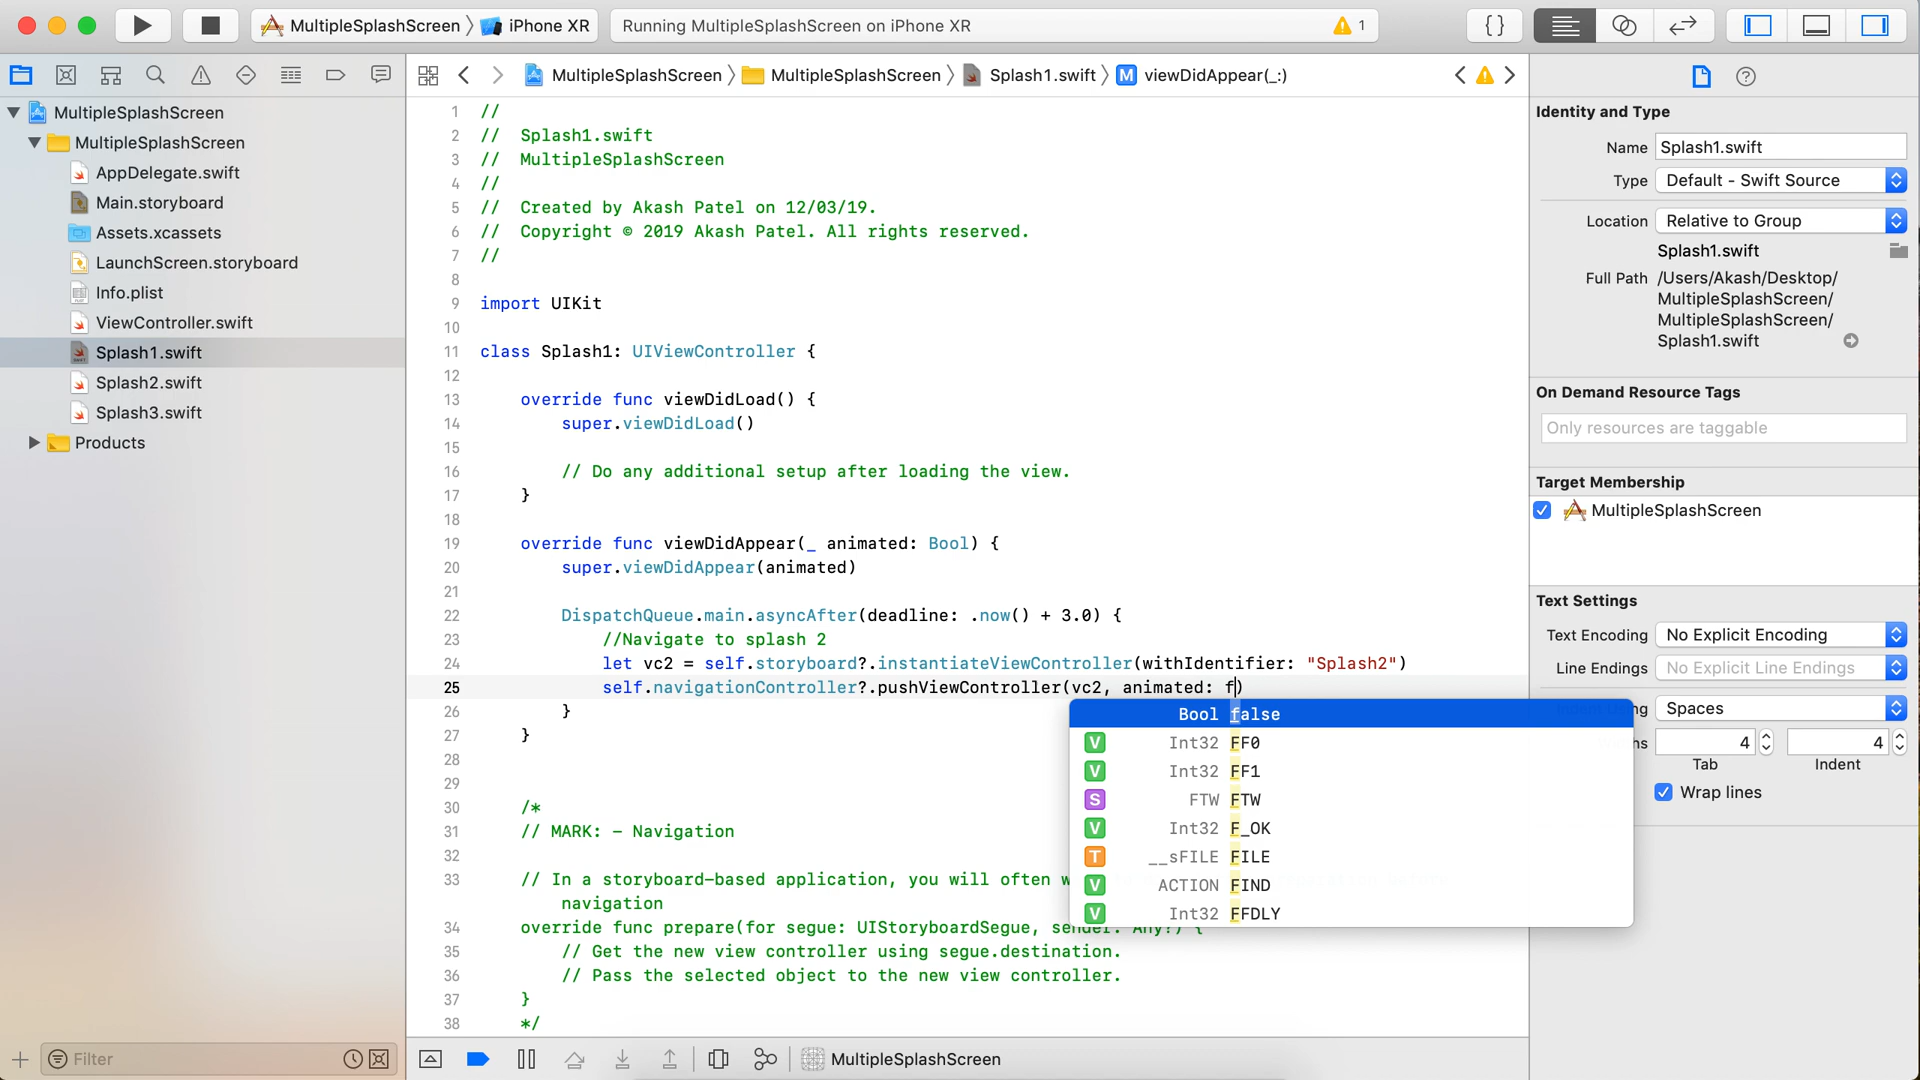 MultipleSplashScreen 〉 iPhone XR
Running MultipleSplashScreen on iPhone XR
1
{ }
MultipleSplashScreen 〉 MultipleSplashScreen 〉 Splash1.swift 〉 M viewDidAppear(_:)
MultipleSplashScreen
MultipleSplashScreen
AppDelegate.swift
Main.storyboard
Assets.xcassets
LaunchScreen.storyboard
Info.plist
ViewController.swift
Splash1.swift
Splash2.swift
Splash3.swift
Products
Filter
1 //
2 //  Splash1.swift
3 //  MultipleSplashScreen
4 //
5 //  Created by Akash Patel on 12/03/19.
6 //  Copyright © 2019 Akash Patel. All rights reserved.
7 //
8
9 import UIKit
10
11 class Splash1: UIViewController {
12
13     override func viewDidLoad() {
14         super.viewDidLoad()
15
16         // Do any additional setup after loading the view.
17     }
18
19     override func viewDidAppear(_ animated: Bool) {
20         super.viewDidAppear(animated)
21
22         DispatchQueue.main.asyncAfter(deadline: .now() + 3.0) {
23             //Navigate to splash 2
24             let vc2 = self.storyboard?.instantiateViewController(withIdentifier: "Splash2")
25             self.navigationController?.pushViewController(vc2, animated: f)
26         }
27     }
28
29
30     /*
31     // MARK: - Navigation
32
33     // In a storyboard-based application, you will often
navigation
34     override func prepare(for segue: UIStoryboardSegue, sender: Any?) {
35         // Get the new view controller using segue.destination.
36         // Pass the selected object to the new view controller.
37     }
38     */
Bool false
V Int32 FF0
V Int32 FF1
S FTW FTW
V Int32 F_OK
T __sFILE FILE
V ACTION FIND
V Int32 FFDLY
MultipleSplashScreen
Identity and Type
Name Splash1.swift
Type Default - Swift Source
Location Relative to Group
Splash1.swift
Full Path /Users/Akash/Desktop/
MultipleSplashScreen/
MultipleSplashScreen/
Splash1.swift
On Demand Resource Tags
Only resources are taggable
Target Membership
MultipleSplashScreen
Text Settings
Text Encoding No Explicit Encoding
Line Endings No Explicit Line Endings
Spaces
4 4
Tab Indent
Wrap lines